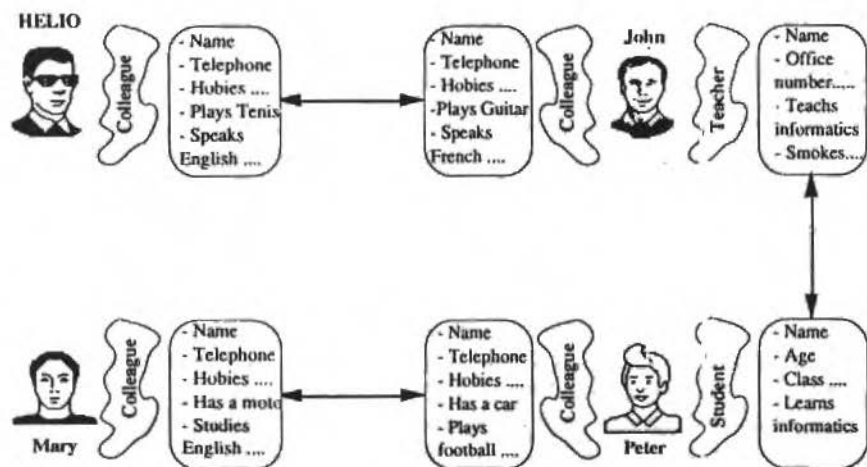 HELIO
Colleague
- Name
- Telephone
- Hobies ....
- Plays Tenis
- Speaks
English ....
- Name
- Telephone
- Hobies ....
-Plays Guitar
- Speaks
French ....
Colleague
John
Teacher
- Name
- Office
number.....
- Teachs
informatics
- Smokes....
Mary
Colleague
- Name
- Telephone
- Hobies ....
- Has a moto
- Studies
English ....
- Name
- Telephone
- Hobies ....
- Has a car
- Plays
football ....
Colleague
Peter
Student
- Name
- Age
- Class ....
- Learns
informatics